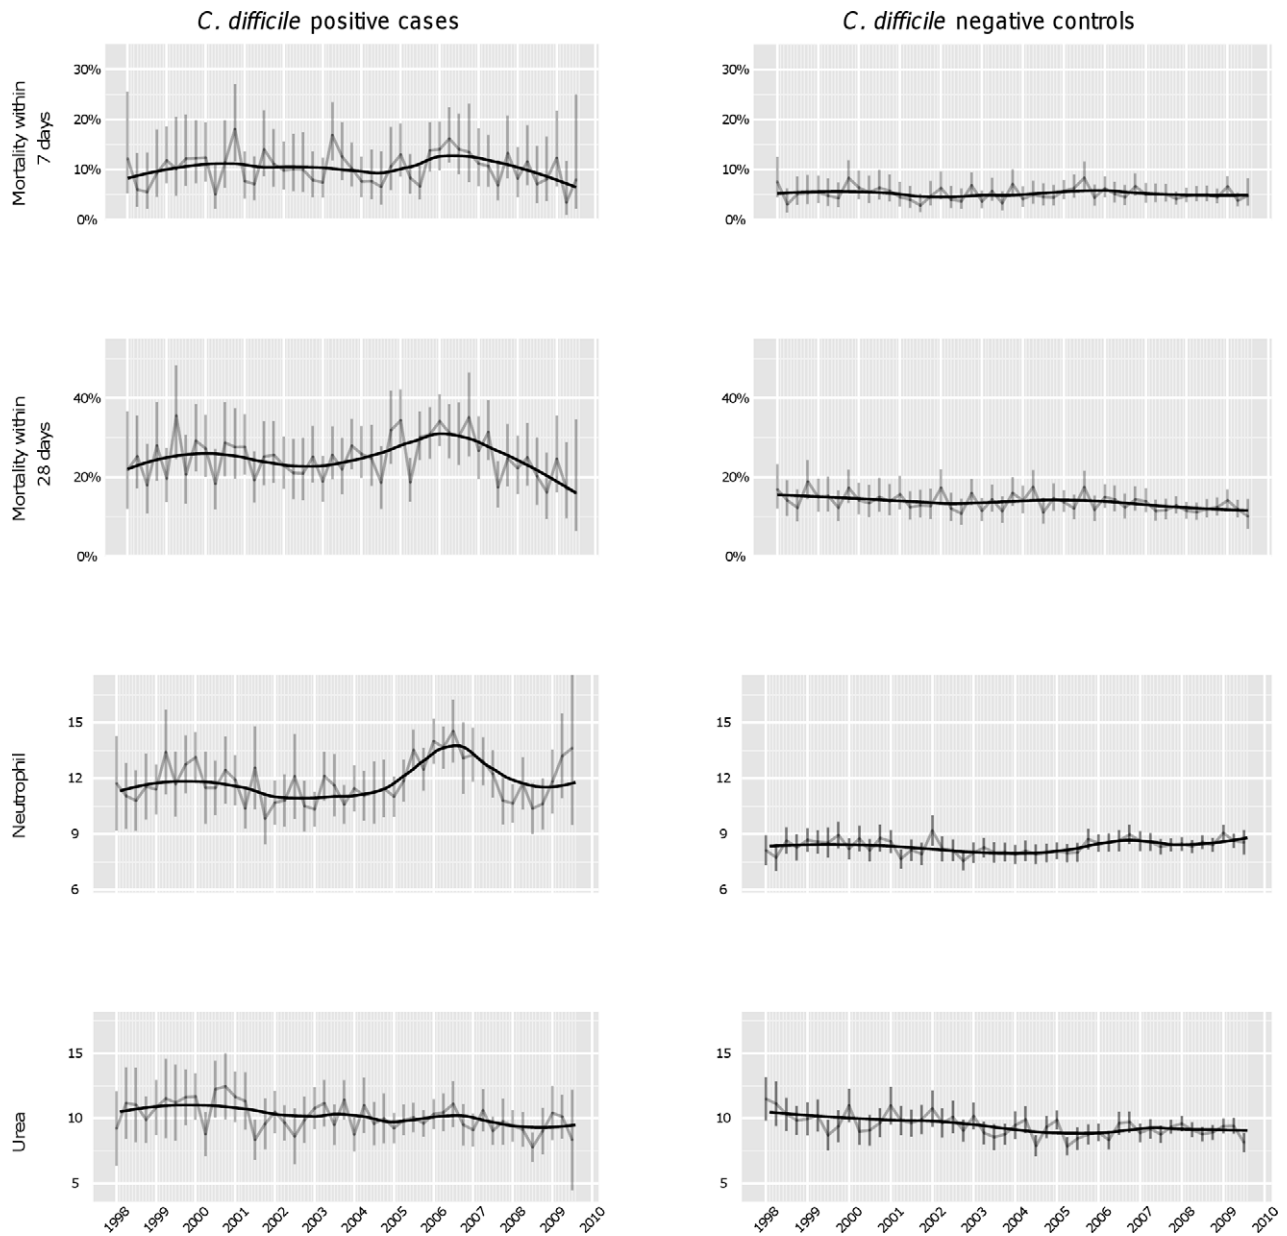 C. difficile positive cases
C. difficile negative controls
Mortality within
7 days
30%
20%
10%
0%
30%
20%
10%
0%
Mortality within
28 days
40%
20%
0%
40%
20%
0%
Neutrophil
15
12
9
6
15
12
9
6
Urea
15
10
5
15
10
5
1998 1999 2000 2001 2002 2003 2004 2005 2006 2007 2008 2009 2010
1998 1999 2000 2001 2002 2003 2004 2005 2006 2007 2008 2009 2010